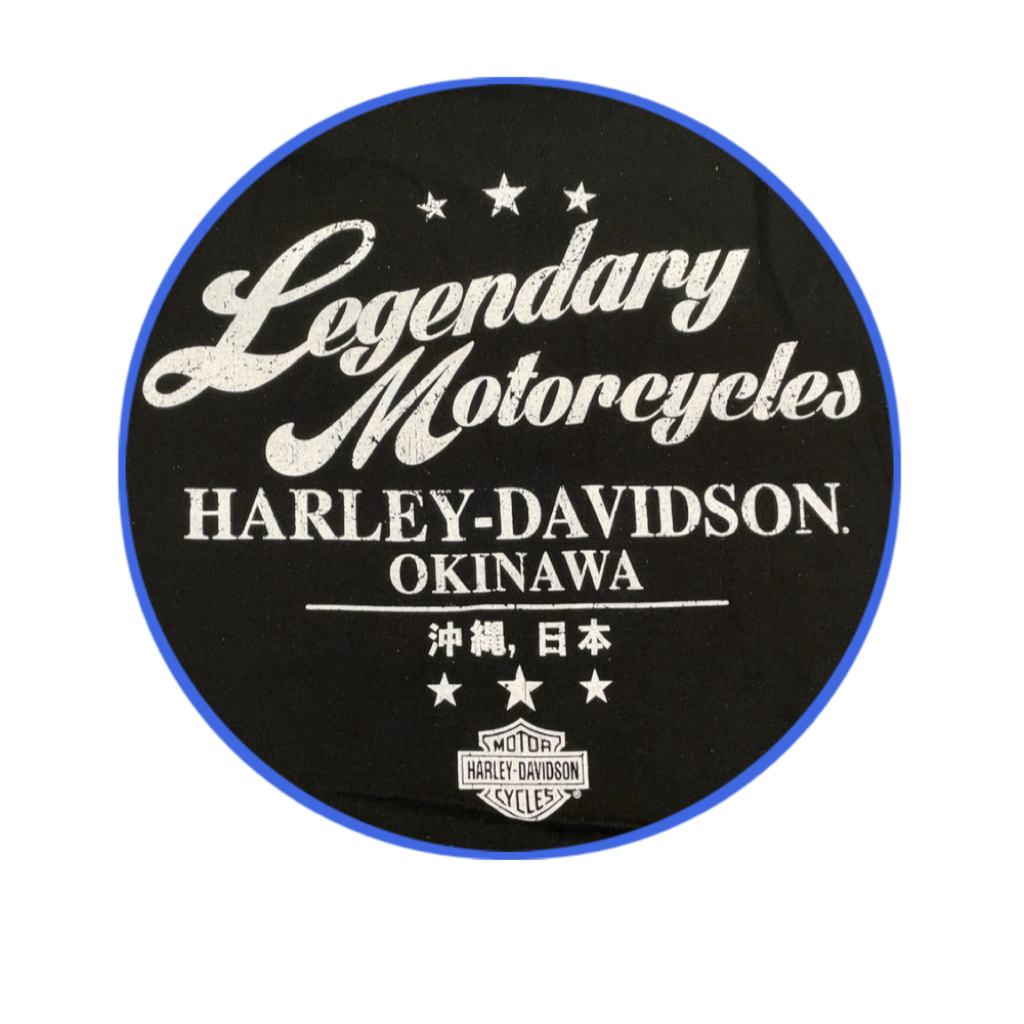 Legendary
Motorcycles
HARLEY-DAVIDSON.
OKINAWA
沖縄, 日本
MOTOR
HARLEY-DAVIDSON
CYCLES
®